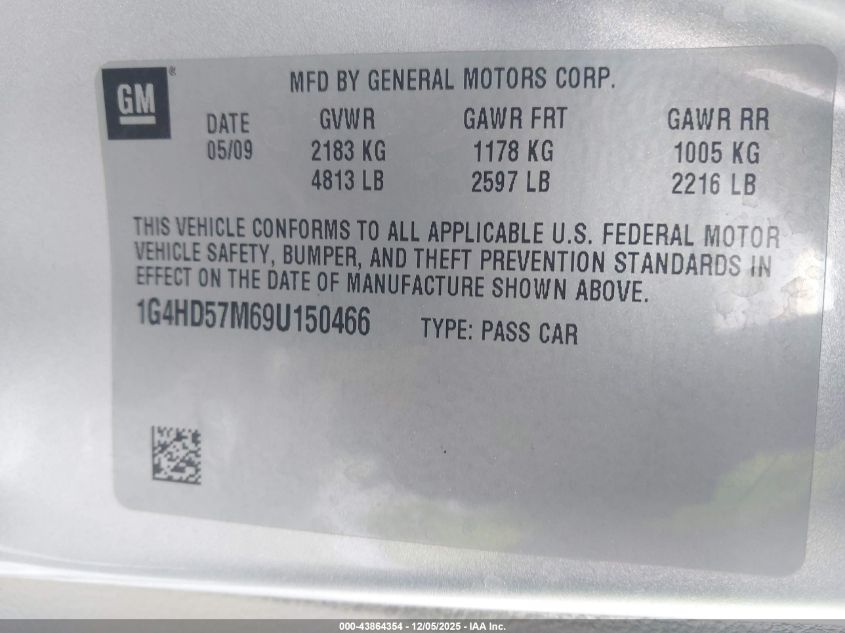 GM ®
MFD BY GENERAL MOTORS CORP.
DATE GVWR GAWR FRT GAWR RR
05/09 2183 KG 1178 KG 1005 KG
4813 LB 2597 LB 2216 LB
THIS VEHICLE CONFORMS TO ALL APPLICABLE U.S. FEDERAL MOTOR
VEHICLE SAFETY, BUMPER, AND THEFT PREVENTION STANDARDS IN
EFFECT ON THE DATE OF MANUFACTURE SHOWN ABOVE.
1G4HD57M69U150466 TYPE: PASS CAR
000-43864354 - 12/05/2025 - IAA Inc.